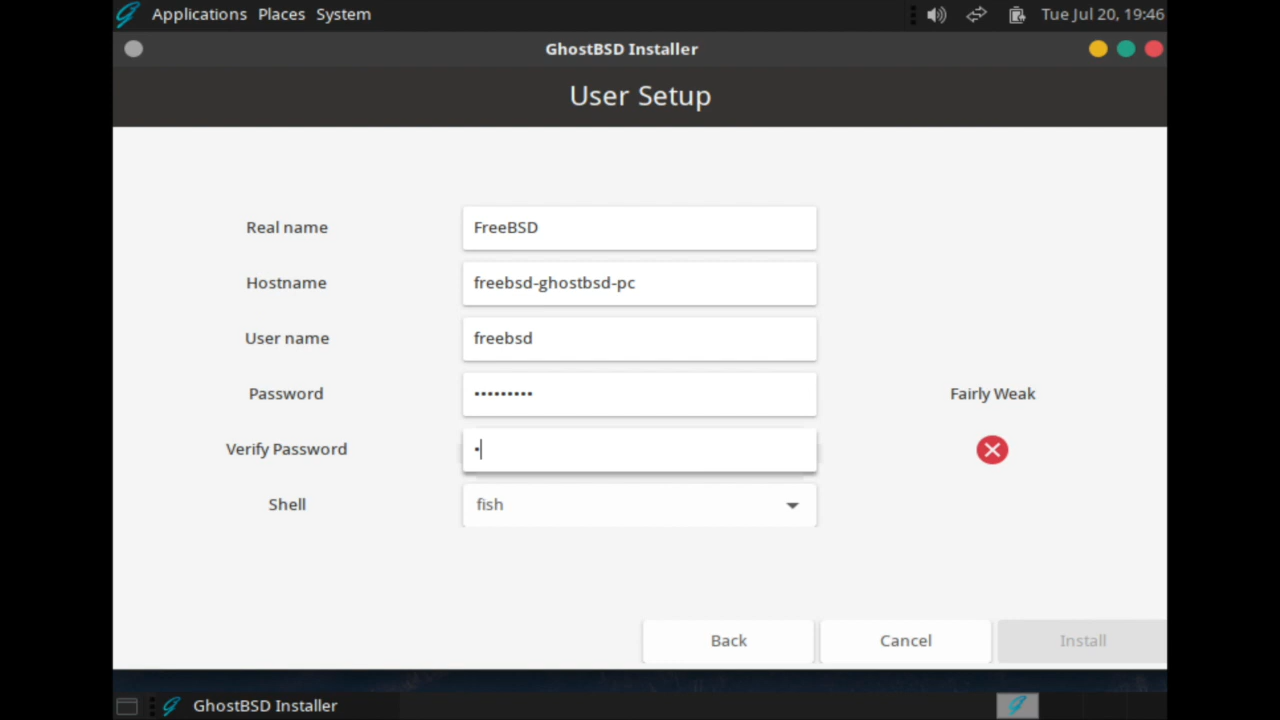 Applications Places System Tue Jul 20, 19:46
GhostBSD Installer
User Setup
Real name FreeBSD
Hostname freebsd-ghostbsd-pc
User name freebsd
Password ••••••••• Fairly Weak
Verify Password •
Shell fish
Back Cancel Install
GhostBSD Installer